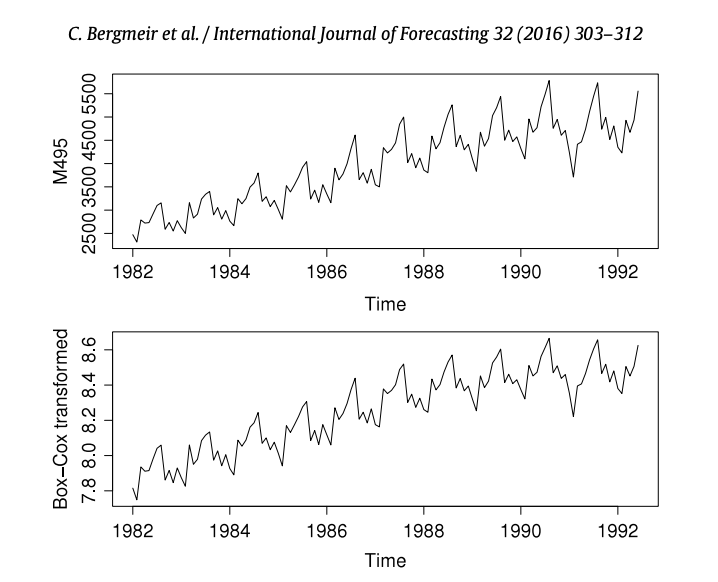 C. Bergmeir et al. / International Journal of Forecasting 32 (2016) 303–312
M495
5500
4500
3500
2500
1982 1984 1986 1988 1990 1992
Time
Box−Cox transformed
8.6
8.4
8.2
8.0
7.8
1982 1984 1986 1988 1990 1992
Time